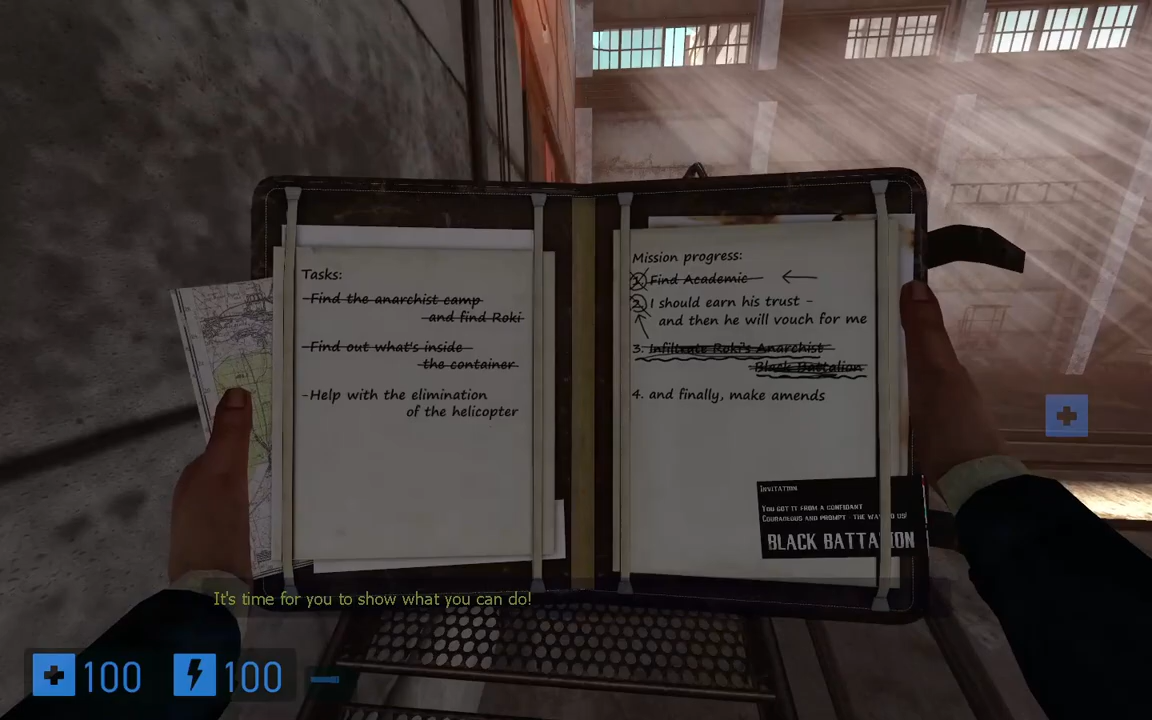 Tasks:
-Find the anarchist camp
and find Roki
-Find out what's inside
the container
-Help with the elimination
of the helicopter
Mission progress:
1. Find Academic
2. I should earn his trust -
and then he will vouch for me
3. Infiltrate Roki's Anarchist
Black Battalion
4. and finally, make amends
Invitation
You got it from a confidant
Courageous and prompt - the way to us!
BLACK BATTALION
It's time for you to show what you can do!
100
100